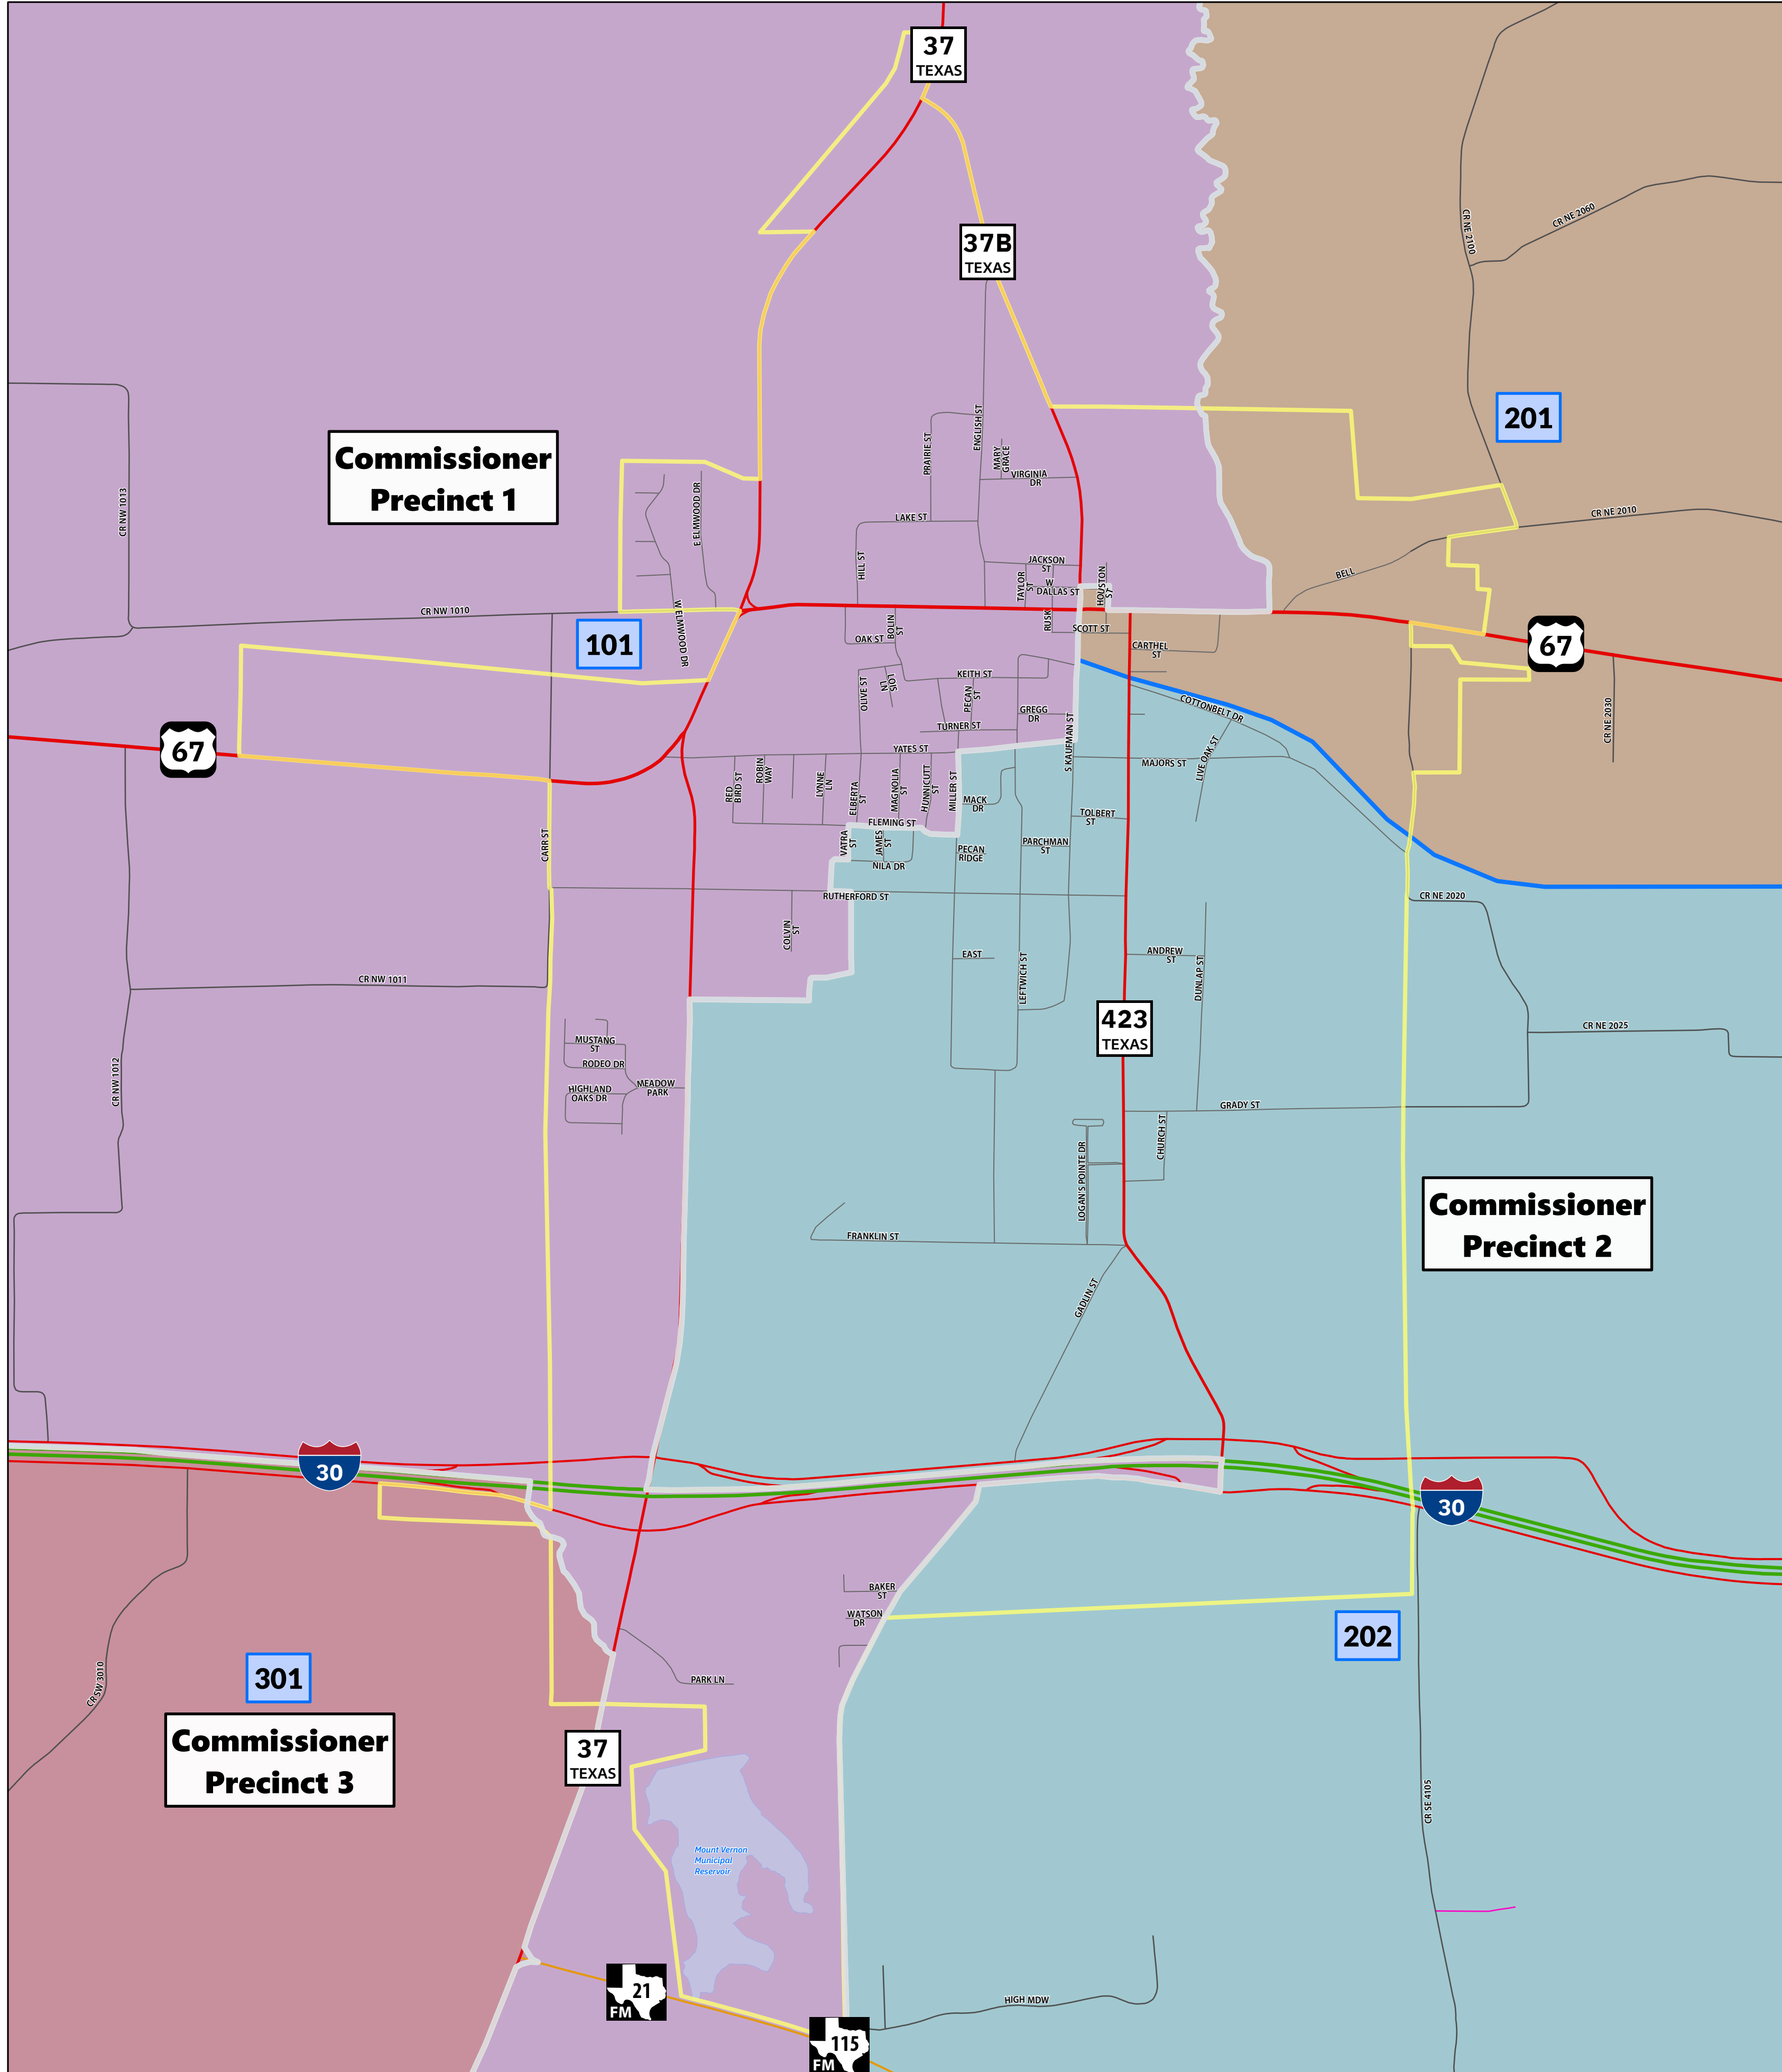 37
TEXAS
37B
TEXAS
CR NE 2100
CR NE 2060
201
Commissioner
Precinct 1
CR NW 1013
PRAIRIE ST
ENGLISH ST
MARY
GRACE
VIRGINIA
DR
E ELMWOOD DR
LAKE ST
CR NE 2010
HILL ST
JACKSON
ST
TAYLOR
ST
W
DALLAS ST
HOUSTON
ST
BELL
CR NW 1010
W ELMWOOD DR
101
BOLIN
ST
OAK ST
RUSK
SCOTT ST
CARTHEL
ST
67
KEITH ST
LOIS
LN
OLIVE ST
PECAN
ST
GREGG
DR
COTTONBELT DR
CR NE 2030
TURNER ST
S KAUFMAN ST
67
YATES ST
MAJORS ST
LIVE OAK ST
RED
BIRD ST
ROBIN
WAY
LYNNE
LN
ELBERTA
ST
MAGNOLIA
ST
HUNNICUTT
ST
MILLER ST
MACK
DR
TOLBERT
ST
FLEMING ST
CARR ST
VATRA
ST
JAMES
ST
NILA DR
PECAN
RIDGE
PARCHMAN
ST
RUTHERFORD ST
CR NE 2020
COLVIN
ST
EAST
LEFTWICH ST
ANDREW
ST
DUNLAP ST
CR NW 1011
423
TEXAS
CR NE 2025
MUSTANG
ST
RODEO DR
HIGHLAND
OAKS DR
MEADOW
PARK
CR NW 1012
GRADY ST
CHURCH ST
LOGAN'S POINTE DR
Commissioner
Precinct 2
FRANKLIN ST
GADLIN ST
30
30
BAKER
ST
WATSON
DR
202
301
CR SW 3010
PARK LN
Commissioner
Precinct 3
37
TEXAS
CR SE 4105
Mount Vernon
Municipal
Reservoir
21
FM
HIGH MDW
115
FM